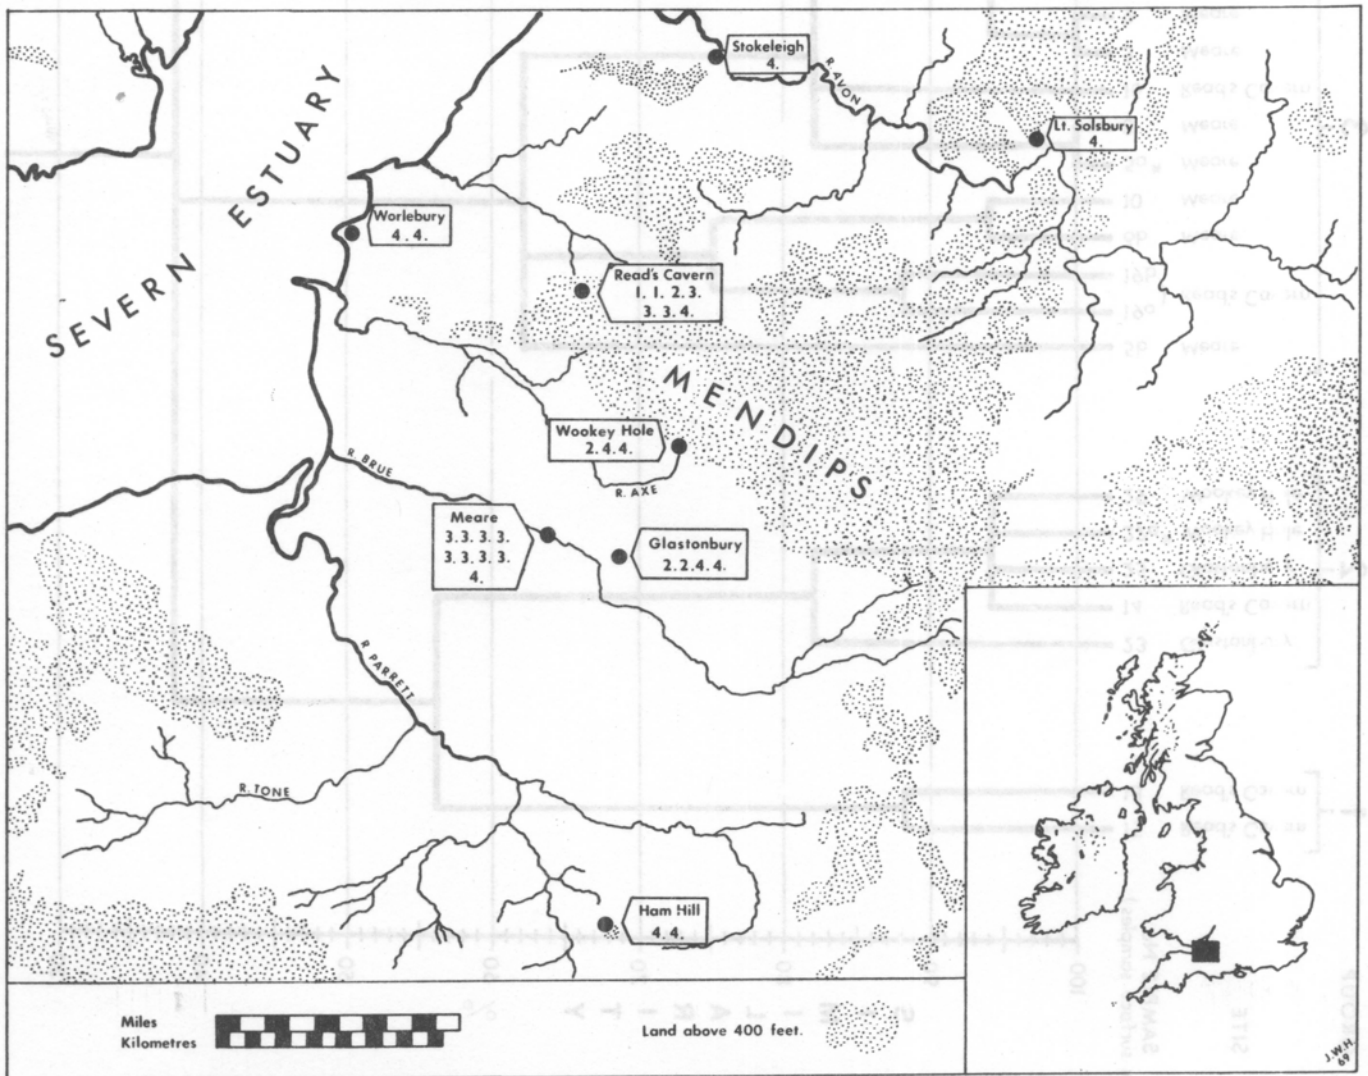 Stokeleigh
4.
R. AVON
Lt. Solsbury
4.
SEVERN ESTUARY
Worlebury
4. 4.
Read's Cavern
1. 1. 2. 3.
3. 3. 4.
MENDIPS
Wookey Hole
2. 4. 4.
R. AXE
R. BRUE
Meare
3. 3. 3. 3.
3. 3. 3. 3.
4.
Glastonbury
2. 2. 4. 4.
R. PARRETT
R. TONE
Ham Hill
4. 4.
Miles
Kilometres
Land above 400 feet.
J.W.H.
69